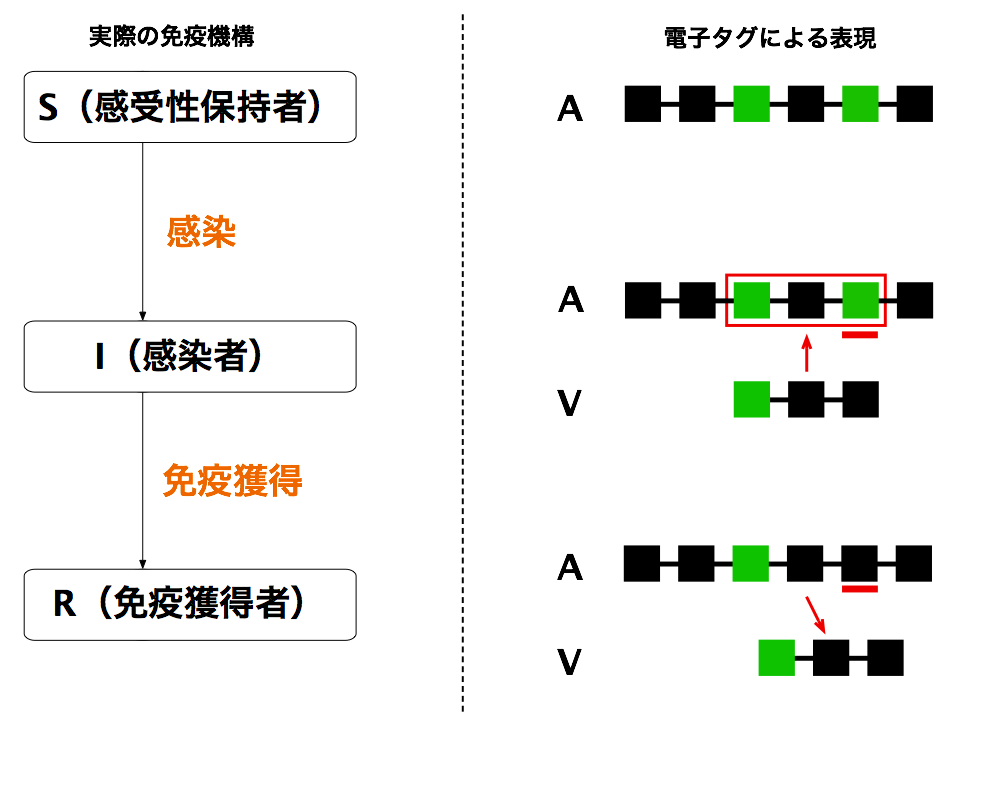 実際の免疫機構
電子タグによる表現
S（感受性保持者）
A
感染
A
I（感染者）
V
免疫獲得
A
R（免疫獲得者）
V